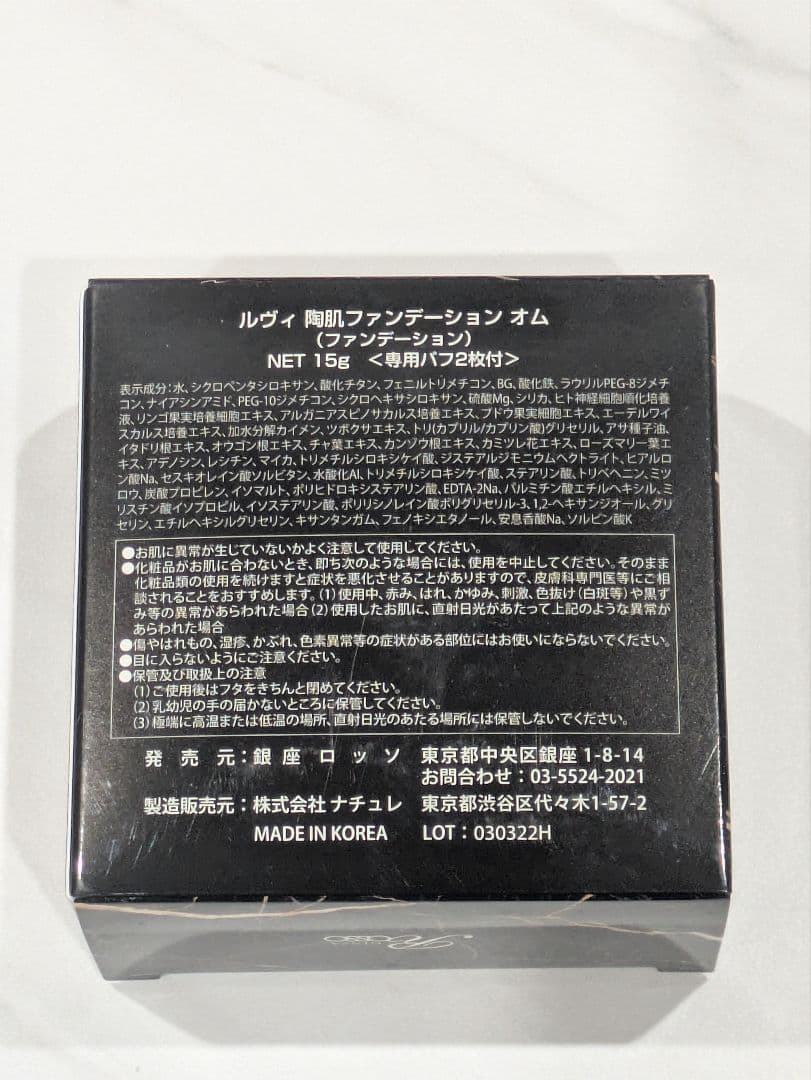 ルヴィ 陶肌ファンデーション オム
(ファンデーション)
NET 15g <専用パフ2枚付>
表示成分:水、シクロペンタシロキサン、酸化チタン、フェニルトリメチコン、BG、酸化鉄、ラウリルPEG-8ジメチ
コン、ナイアシンアミド、PEG-10ジメチコン、シクロヘキサシロキサン、硫酸Mg、シリカ、ヒト神経細胞順化培養
液、リンゴ果実培養細胞エキス、アルガニアスピノサカルス培養エキス、ブドウ果実細胞エキス、エーデルワイ
スカルス培養エキス、加水分解カイメン、ツボクサエキス、トリ(カプリル/カプリン酸)グリセリル、アサ種子油、
イタドリ根エキス、オウゴン根エキス、チャ葉エキス、カンゾウ根エキス、カミツレ花エキス、ローズマリー葉エ
キス、アデノシン、レシチン、マイカ、トリメチルシロキシケイ酸、ジステアルジモニウムヘクトライト、ヒアルロ
ン酸Na、セスキオレイン酸ソルビタン、水酸化Al、トリメチルシロキシケイ酸、ステアリン酸、トリベヘニン、ミツ
ロウ、炭酸プロピレン、イソマルト、ポリヒドロキシステアリン酸、EDTA-2Na、パルミチン酸エチルヘキシル、ミ
リスチン酸イソプロピル、イソステアリン酸、ポリリシノレイン酸ポリグリセリル-3、1,2-ヘキサンジオール、グリ
セリン、エチルヘキシルグリセリン、キサンタンガム、フェノキシエタノール、安息香酸Na、ソルビン酸K
●お肌に異常が生じていないかよく注意して使用してください。
●化粧品がお肌に合わないとき、即ち次のような場合には、使用を中止してください。そのまま
化粧品類の使用を続けますと症状を悪化させることがありますので、皮膚科専門医等にご相
談されることをおすすめします。(1)使用中、赤み、はれ、かゆみ、刺激、色抜け(白斑等)や黒ず
み等の異常があらわれた場合(2)使用したお肌に、直射日光があたって上記のような異常が
あらわれた場合
●傷やはれもの、湿疹、かぶれ、色素異常等の症状がある部位にはお使いにならないでください。
●目に入らないようにご注意ください。
●保管及び取扱上の注意
(1)ご使用後はフタをきちんと閉めてください。
(2)乳幼児の手の届かないところに保管してください。
(3)極端に高温または低温の場所、直射日光のあたる場所には保管しないでください。
発売元:銀座ロッソ 東京都中央区銀座1-8-14
お問合わせ:03-5524-2021
製造販売元:株式会社ナチュレ 東京都渋谷区代々木1-57-2
MADE IN KOREA LOT:030322H
Rosso